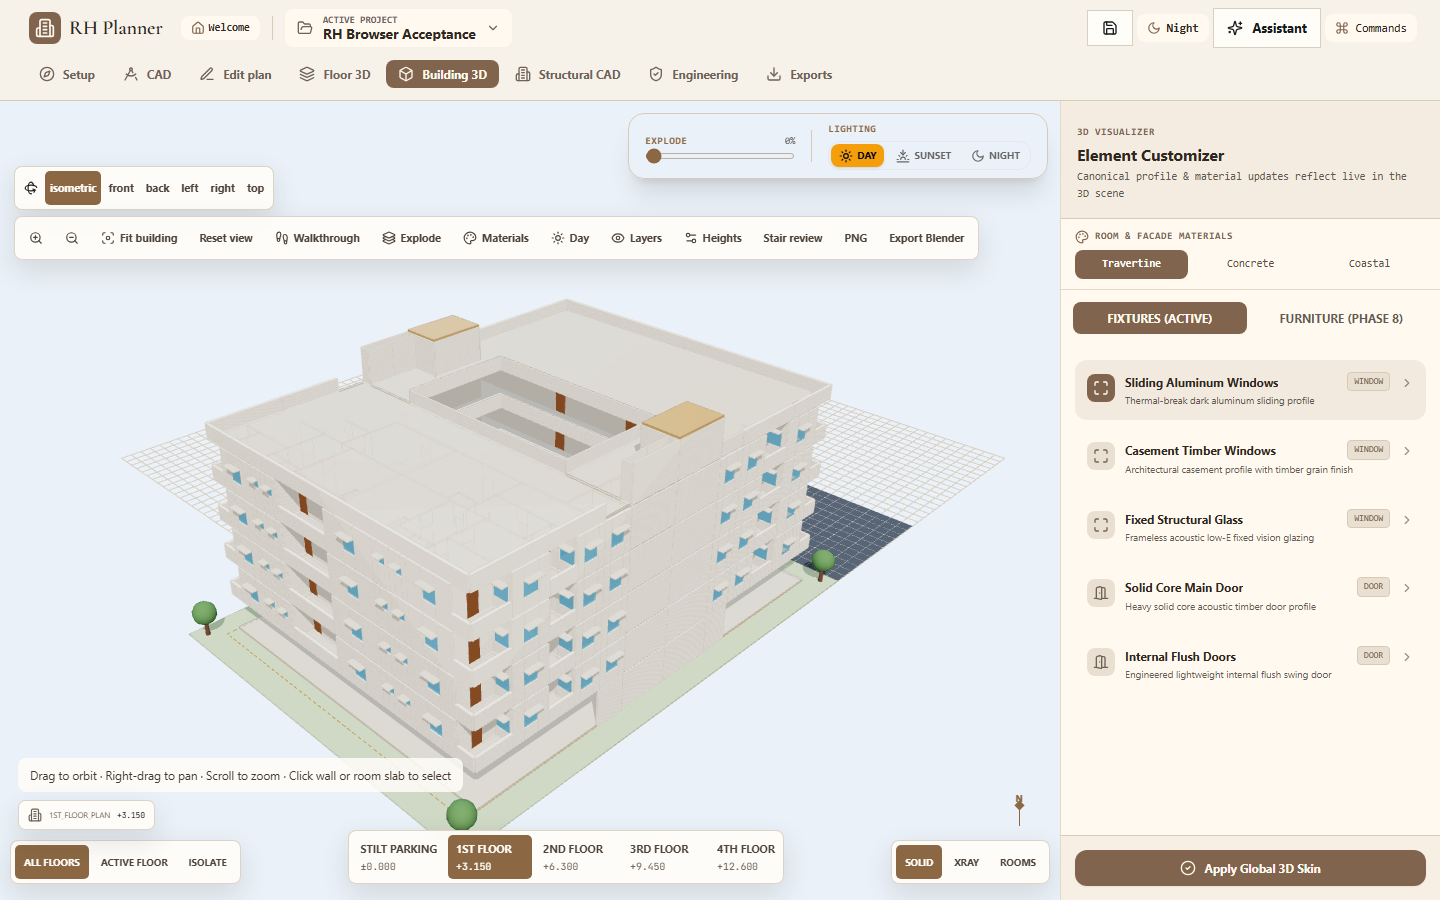 RH Planner
Welcome
ACTIVE PROJECT
RH Browser Acceptance
Night
Assistant
Commands
Setup
CAD
Edit plan
Floor 3D
Building 3D
Structural CAD
Engineering
Exports
EXPLODE
0%
LIGHTING
DAY
SUNSET
NIGHT
isometric
front
back
left
right
top
Fit building
Reset view
Walkthrough
Explode
Materials
Day
Layers
Heights
Stair review
PNG
Export Blender
3D VISUALIZER
Element Customizer
Canonical profile & material updates reflect live in the
3D scene
ROOM & FACADE MATERIALS
Travertine
Concrete
Coastal
FIXTURES (ACTIVE)
FURNITURE (PHASE 8)
Sliding Aluminum Windows
WINDOW
Thermal-break dark aluminum sliding profile
Casement Timber Windows
WINDOW
Architectural casement profile with timber grain finish
Fixed Structural Glass
WINDOW
Frameless acoustic low-E fixed vision glazing
Solid Core Main Door
DOOR
Heavy solid core acoustic timber door profile
Internal Flush Doors
DOOR
Engineered lightweight internal flush swing door
Drag to orbit · Right-drag to pan · Scroll to zoom · Click wall or room slab to select
1ST_FLOOR_PLAN +3.150
N
ALL FLOORS
ACTIVE FLOOR
ISOLATE
STILT PARKING
±0.000
1ST FLOOR
+3.150
2ND FLOOR
+6.300
3RD FLOOR
+9.450
4TH FLOOR
+12.600
SOLID
XRAY
ROOMS
Apply Global 3D Skin